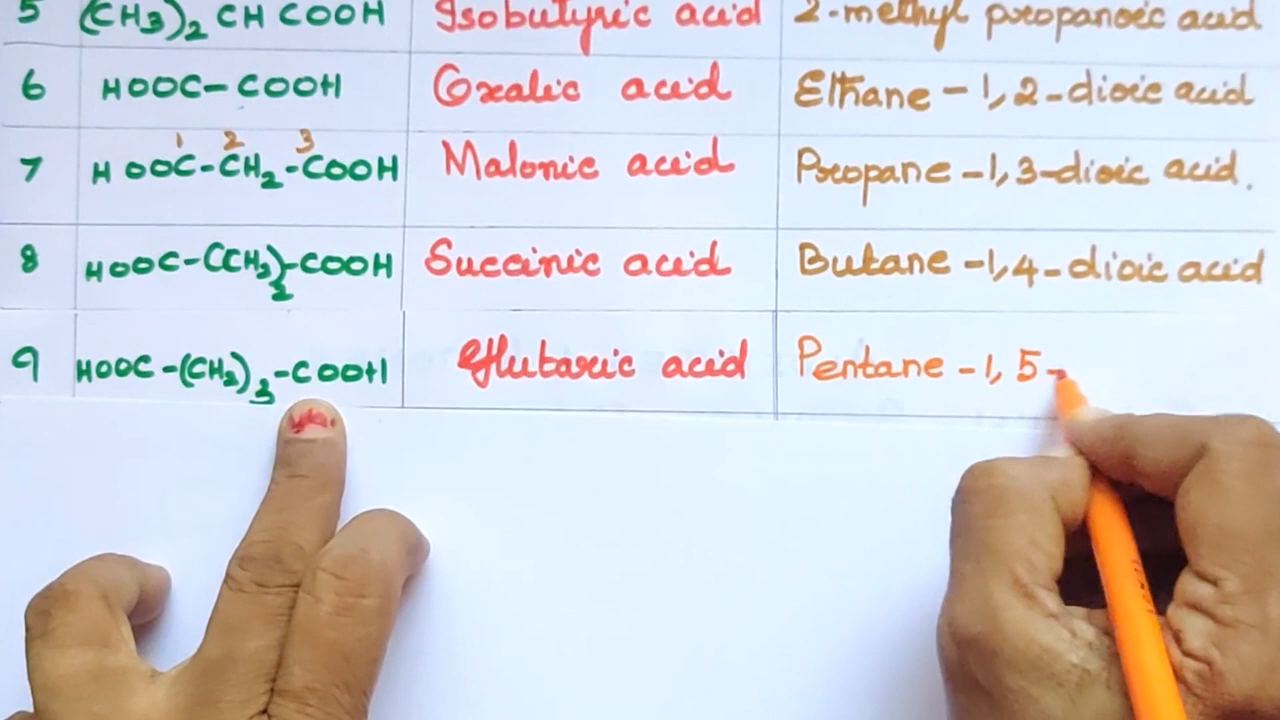 5 (CH3)2 CH COOH Isobutyric acid 2-methyl propanoic acid
6 HOOC-COOH Oxalic acid Ethane-1,2-dioic acid
1 2 3
7 HOOC-CH2-COOH Malonic acid Propane-1,3-dioic acid.
8 HOOC-(CH2)2-COOH Succinic acid Butane-1,4-dioic acid
9 HOOC-(CH2)3-COOH Glutaric acid Pentane-1,5-